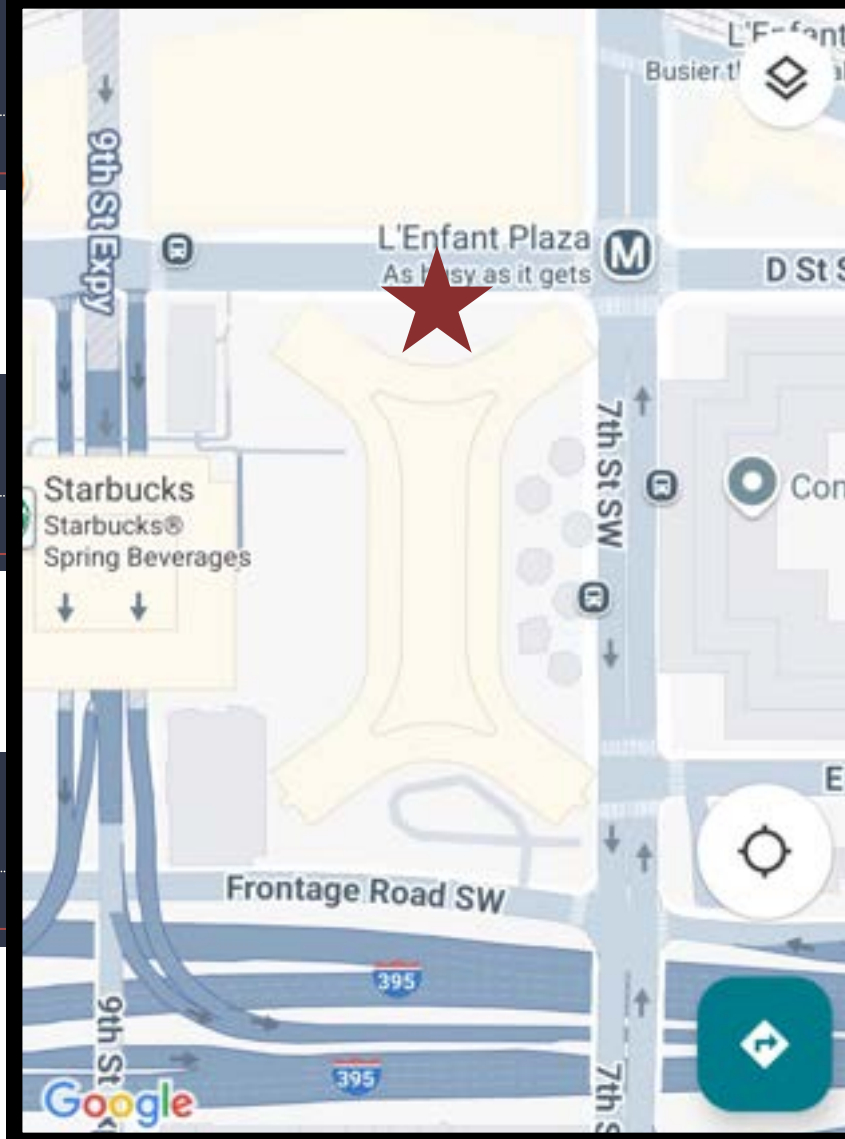 L'Enfant
Busier
9th St Expy
L'Enfant Plaza
As busy as it gets
M
D St S
7th St SW
Starbucks
Starbucks®
Spring Beverages
Con
E
Frontage Road SW
395
9th St
395
7th S
Google